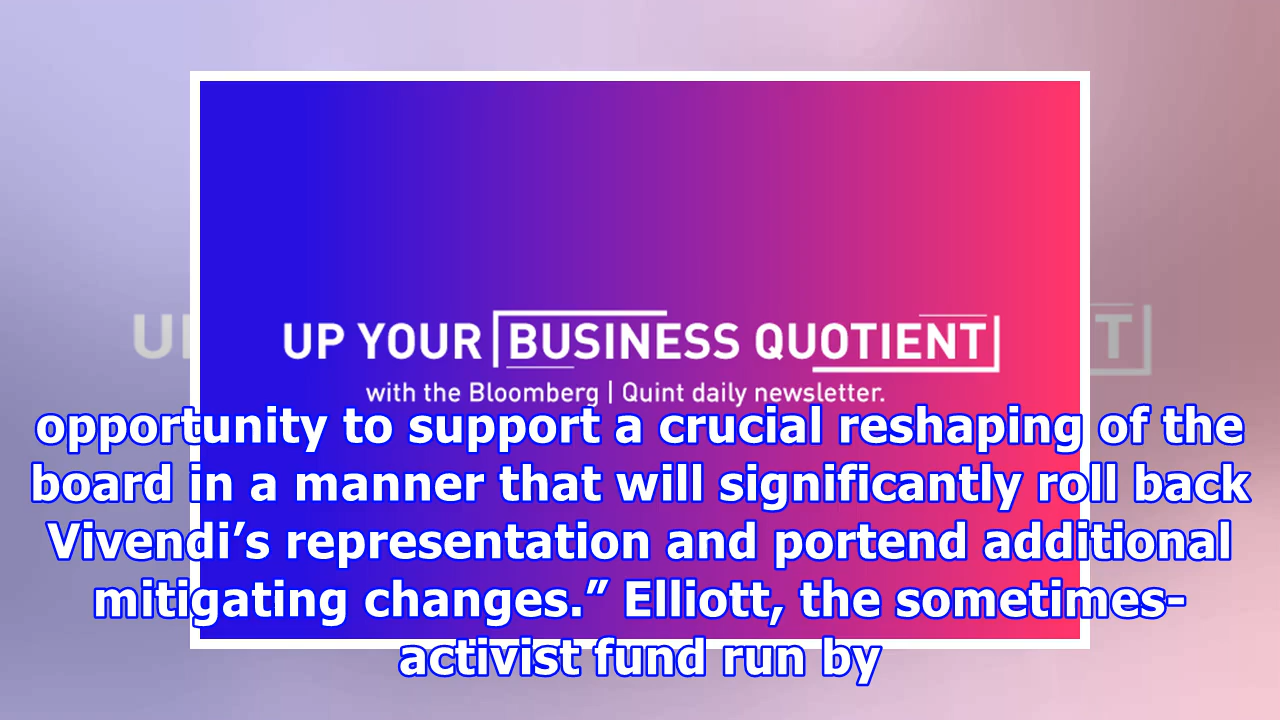 UP YOUR BUSINESS QUOTIENT
with the Bloomberg | Quint daily newsletter.
opportunity to support a crucial reshaping of the
board in a manner that will significantly roll back
Vivendi’s representation and portend additional
mitigating changes.” Elliott, the sometimes-
activist fund run by